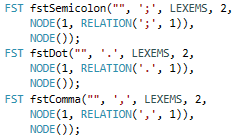 FST fstSemicolon("", ';', LEXEMS, 2,
NODE(1, RELATION(';', 1)),
NODE());
FST fstDot("", '.', LEXEMS, 2,
NODE(1, RELATION('.', 1)),
NODE());
FST fstComma("", ',', LEXEMS, 2,
NODE(1, RELATION(',', 1)),
NODE());